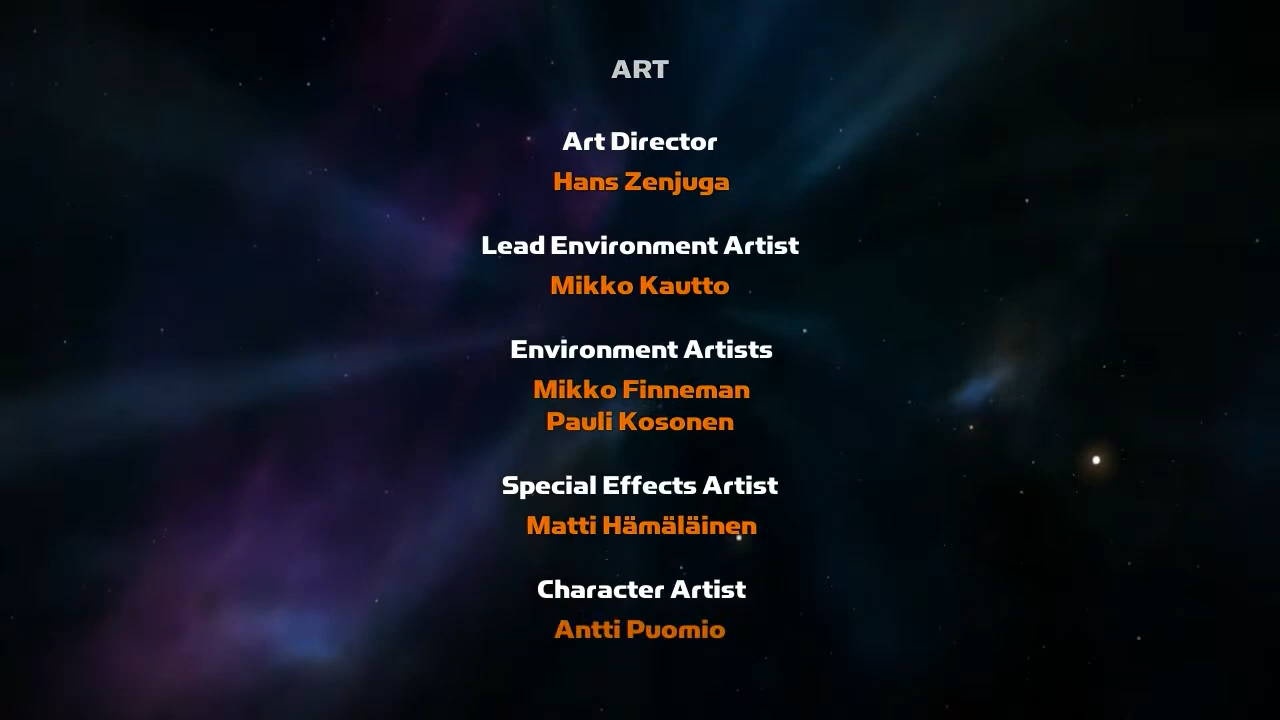 ART
Art Director
Hans Zenjuga
Lead Environment Artist
Mikko Kautto
Environment Artists
Mikko Finneman
Pauli Kosonen
Special Effects Artist
Matti Hämäläinen
Character Artist
Antti Puomio